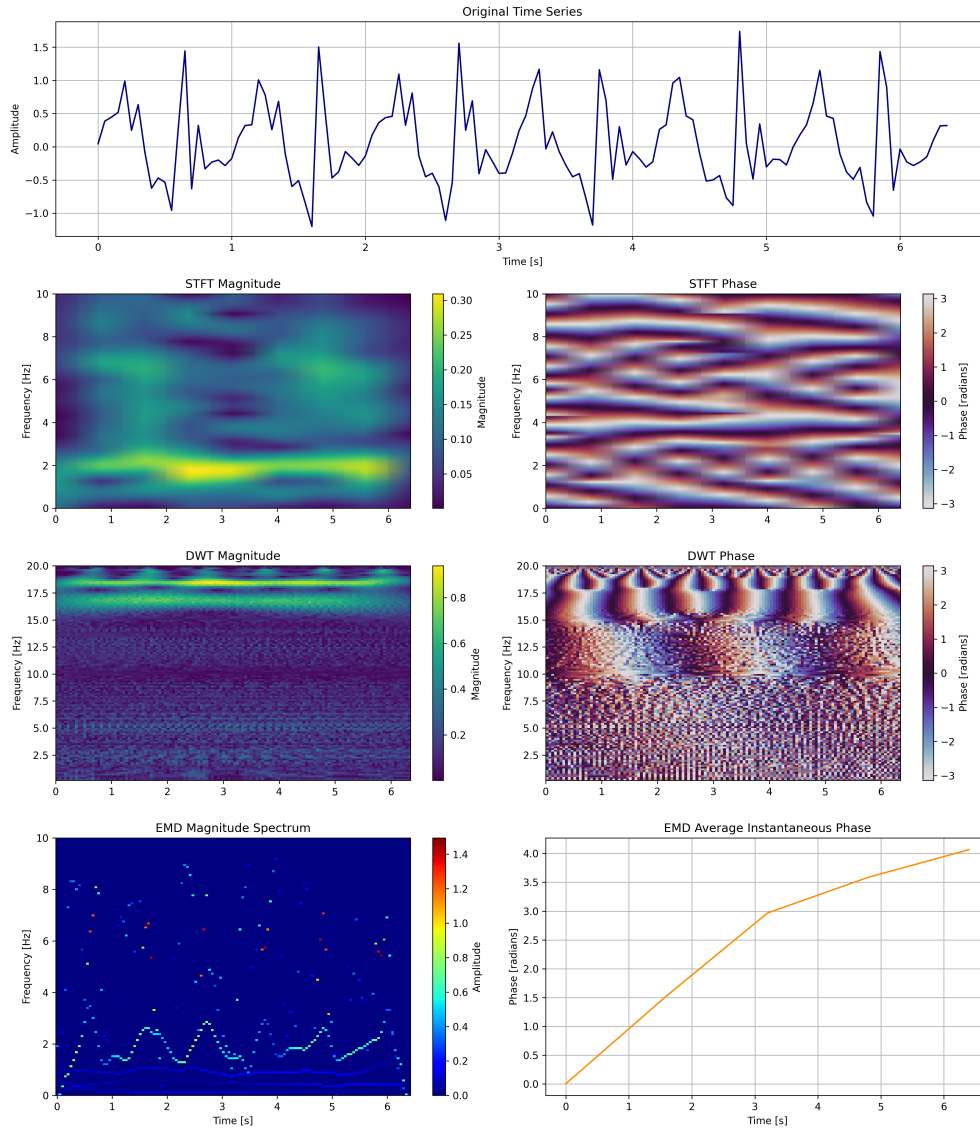 Original Time Series
1.5
1.0
0.5
0.0
−0.5
−1.0
Amplitude
0 1 2 3 4 5 6
Time [s]
STFT Magnitude
10
8
6
4
2
0
Frequency [Hz]
0 1 2 3 4 5 6
0.30
0.25
0.20
0.15
0.10
0.05
Magnitude
STFT Phase
10
8
6
4
2
0
Frequency [Hz]
0 1 2 3 4 5 6
3
2
1
0
−1
−2
−3
Phase [radians]
DWT Magnitude
20.0
17.5
15.0
12.5
10.0
7.5
5.0
2.5
Frequency [Hz]
0 1 2 3 4 5 6
0.8
0.6
0.4
0.2
Magnitude
DWT Phase
20.0
17.5
15.0
12.5
10.0
7.5
5.0
2.5
Frequency [Hz]
0 1 2 3 4 5 6
3
2
1
0
−1
−2
−3
Phase [radians]
EMD Magnitude Spectrum
10
8
6
4
2
0
Frequency [Hz]
0 1 2 3 4 5 6
Time [s]
1.4
1.2
1.0
0.8
0.6
0.4
0.2
0.0
Amplitude
EMD Average Instantaneous Phase
4.0
3.5
3.0
2.5
2.0
1.5
1.0
0.5
0.0
Phase [radians]
0 1 2 3 4 5 6
Time [s]